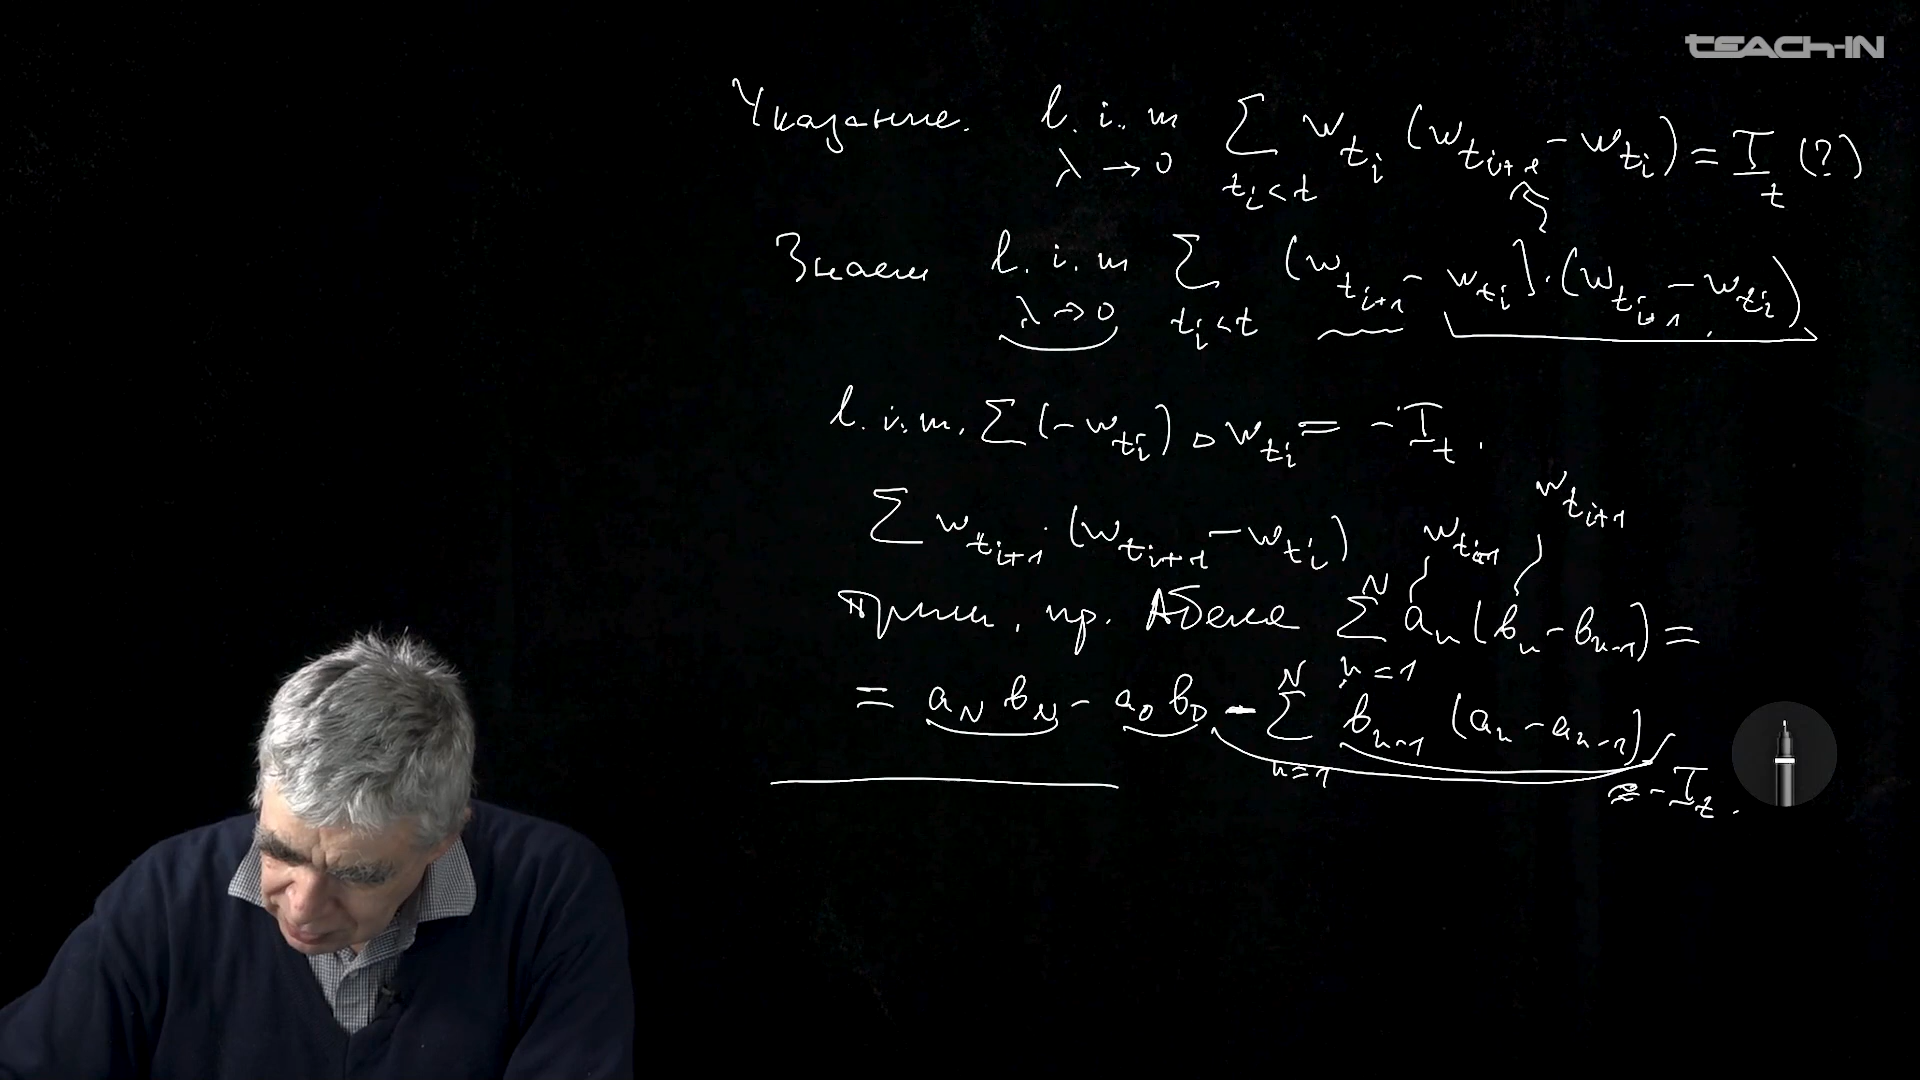 TEACH-IN
Указание. l.i.m λ→0 Σ t_i<t w_{t_i} (w_{t_{i+1}} - w_{t_i}) = I_t (?)
Знаем l.i.m λ→0 Σ t_i<t (w_{t_{i+1}} - w_{t_i}]·(w_{t_{i+1}} - w_{t_i})
l.i.m. Σ (-w_{t_i}) Δ w_{t_i} = -I_t.
Σ w_{t_{i+1}}·(w_{t_{i+1}} - w_{t_i}) w_{t_{i+1}} w_{t_{i+1}}
Прим. пр. Абеля Σ_{n=1}^N a_n (b_n - b_{n-1}) =
= a_N b_N - a_0 b_0 - Σ_{n=1}^N b_{n-1} (a_n - a_{n-1})
≈ -I_t.